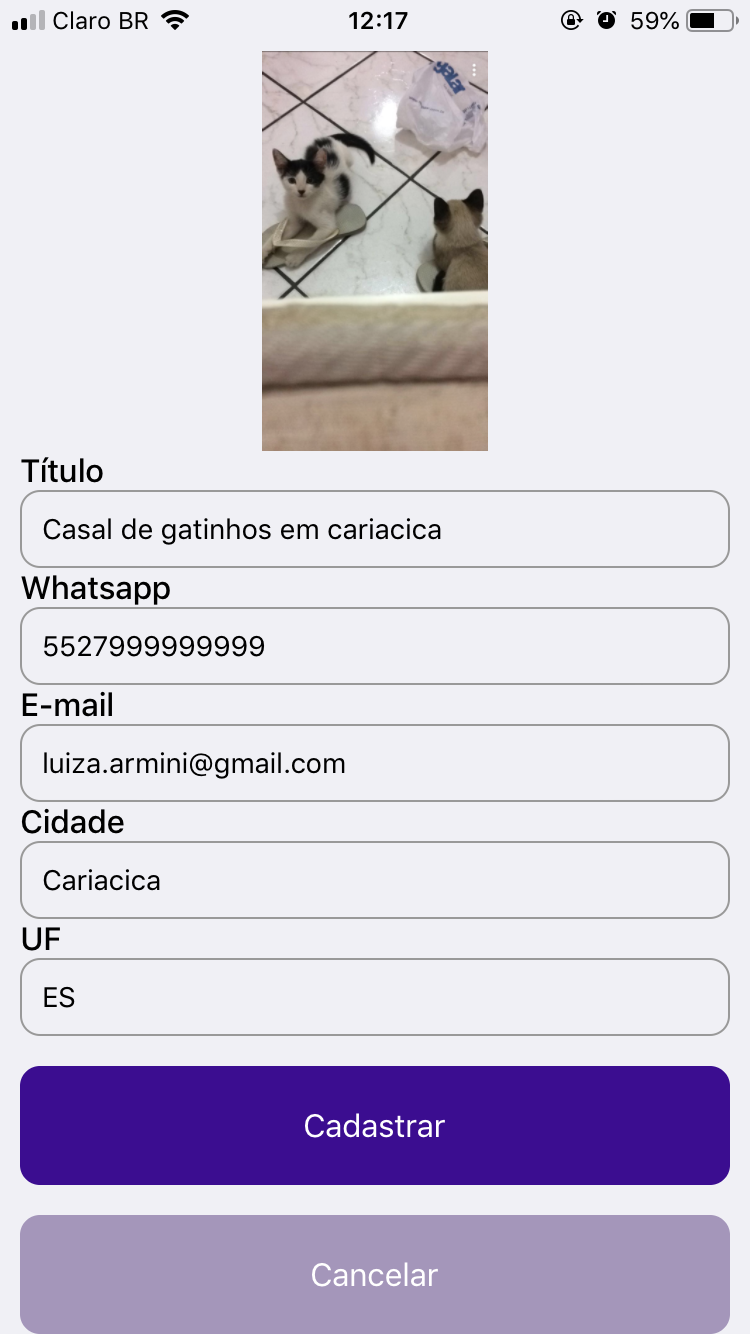 Claro BR
12:17
59%
Título
Casal de gatinhos em cariacica
Whatsapp
5527999999999
E-mail
luiza.armini@gmail.com
Cidade
Cariacica
UF
ES
Cadastrar
Cancelar